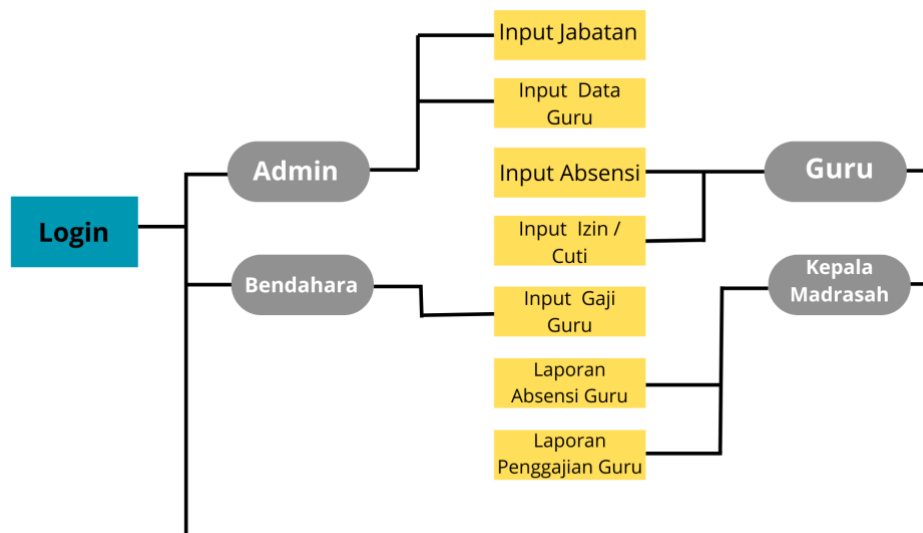 Input Jabatan
Input Data
Guru
Admin
Input Absensi
Guru
Login
Input Izin /
Cuti
Bendahara
Kepala
Madrasah
Input Gaji
Guru
Laporan
Absensi Guru
Laporan
Penggajian Guru